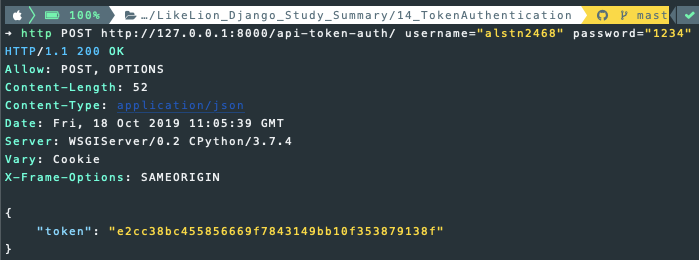 100% …/LikeLion_Django_Study_Summary/14_TokenAuthentication mast
→ http POST http://127.0.0.1:8000/api-token-auth/ username="alstn2468" password="1234"
HTTP/1.1 200 OK
Allow: POST, OPTIONS
Content-Length: 52
Content-Type: application/json
Date: Fri, 18 Oct 2019 11:05:39 GMT
Server: WSGIServer/0.2 CPython/3.7.4
Vary: Cookie
X-Frame-Options: SAMEORIGIN
{
"token": "e2cc38bc455856669f7843149bb10f353879138f"
}